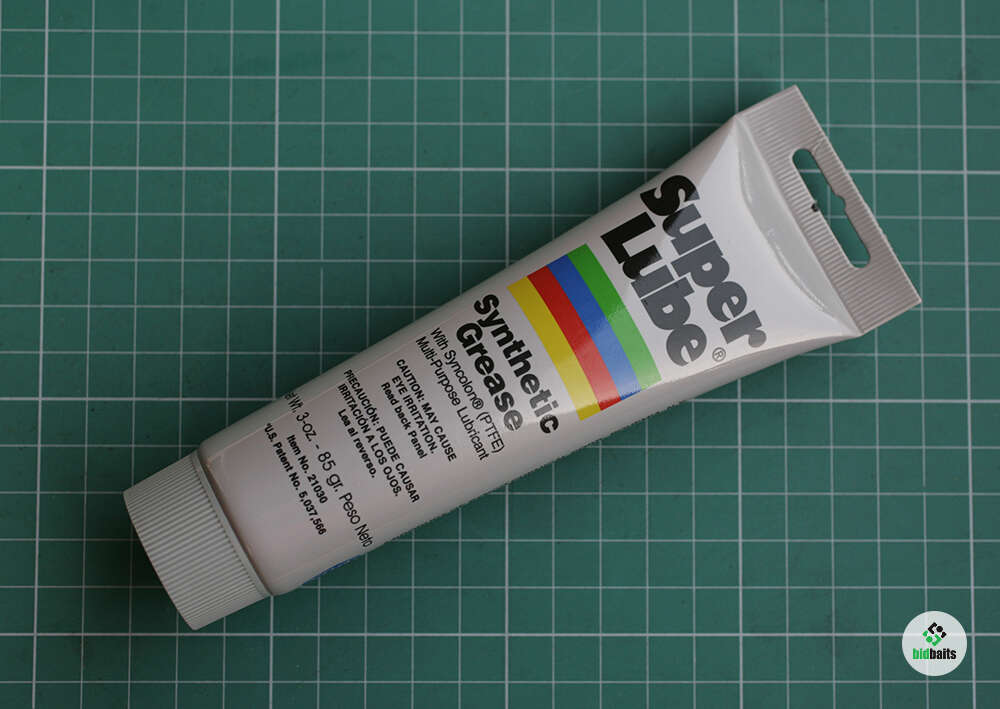 Super
Lube®
Synthetic
Grease
With Syncolon® (PTFE)
Multi-Purpose Lubricant
CAUTION: MAY CAUSE
EYE IRRITATION.
Read back Panel
PRECAUCIÓN: PUEDE CAUSAR
IRRITACIÓN A LOS OJOS.
Lea al reverso.
Wt. 3-oz. - 85 gr. Peso Neto
Item No. 21030
*U.S. Patent No. 5,037,566
bidbaits